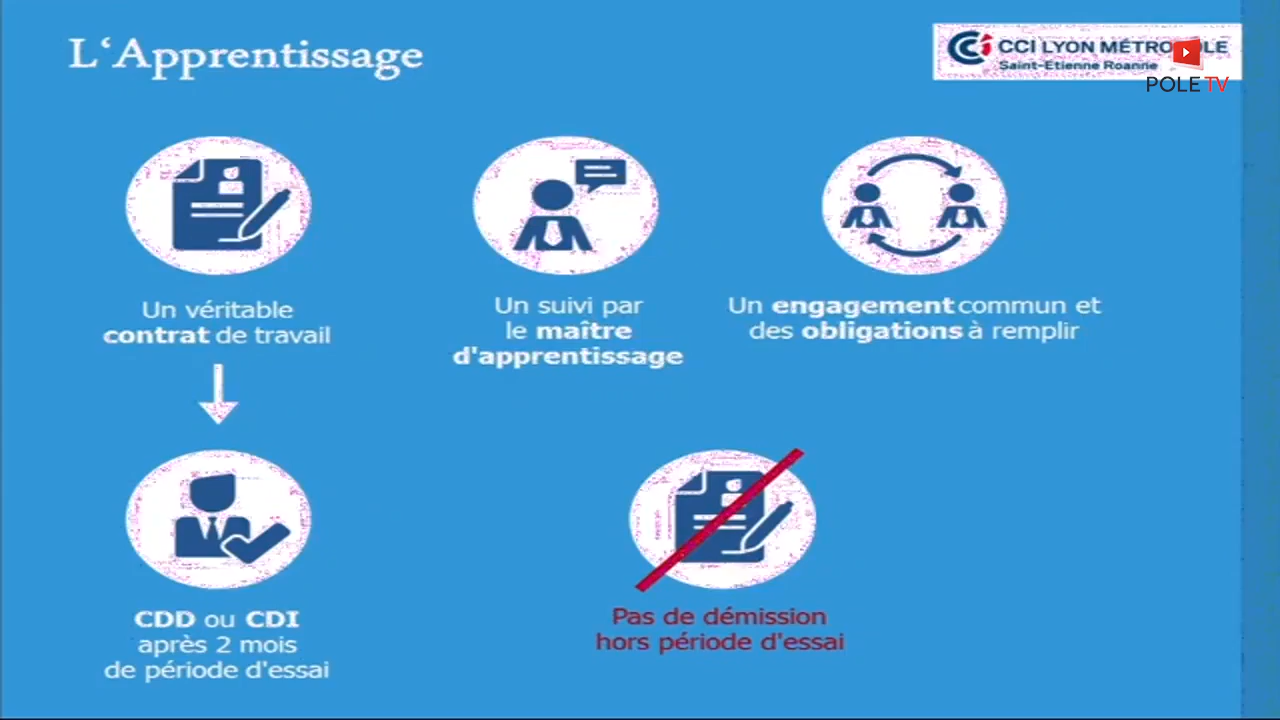 L‘Apprentissage
CCI LYON MÉTROPOLE
Saint-Etienne Roanne
POLE TV
Un véritable
contrat de travail
Un suivi par
le maître
d'apprentissage
Un engagement commun et
des obligations à remplir
CDD ou CDI
après 2 mois
de période d'essai
Pas de démission
hors période d'essai